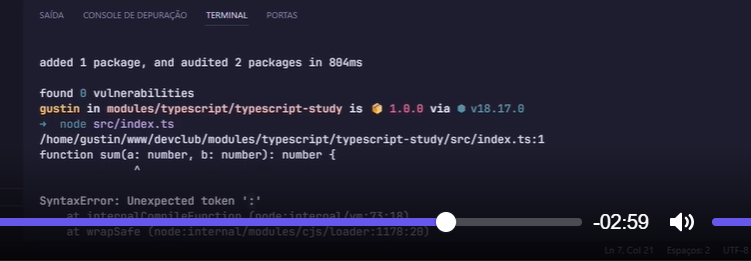 SAÍDA CONSOLE DE DEPURAÇÃO TERMINAL PORTAS
added 1 package, and audited 2 packages in 804ms
found 0 vulnerabilities
gustin in modules/typescript/typescript-study is 📦 1.0.0 via ⬢ v18.17.0
→ node src/index.ts
/home/gustin/www/devclub/modules/typescript/typescript-study/src/index.ts:1
function sum(a: number, b: number): number {
^
SyntaxError: Unexpected token ':'
at internalCompileFunction (node:internal/vm:73:18)
-02:59
at wrapSafe (node:internal/modules/cjs/loader:1178:20)
Ln 7, Col 21 Espaços: 2 UTF-8